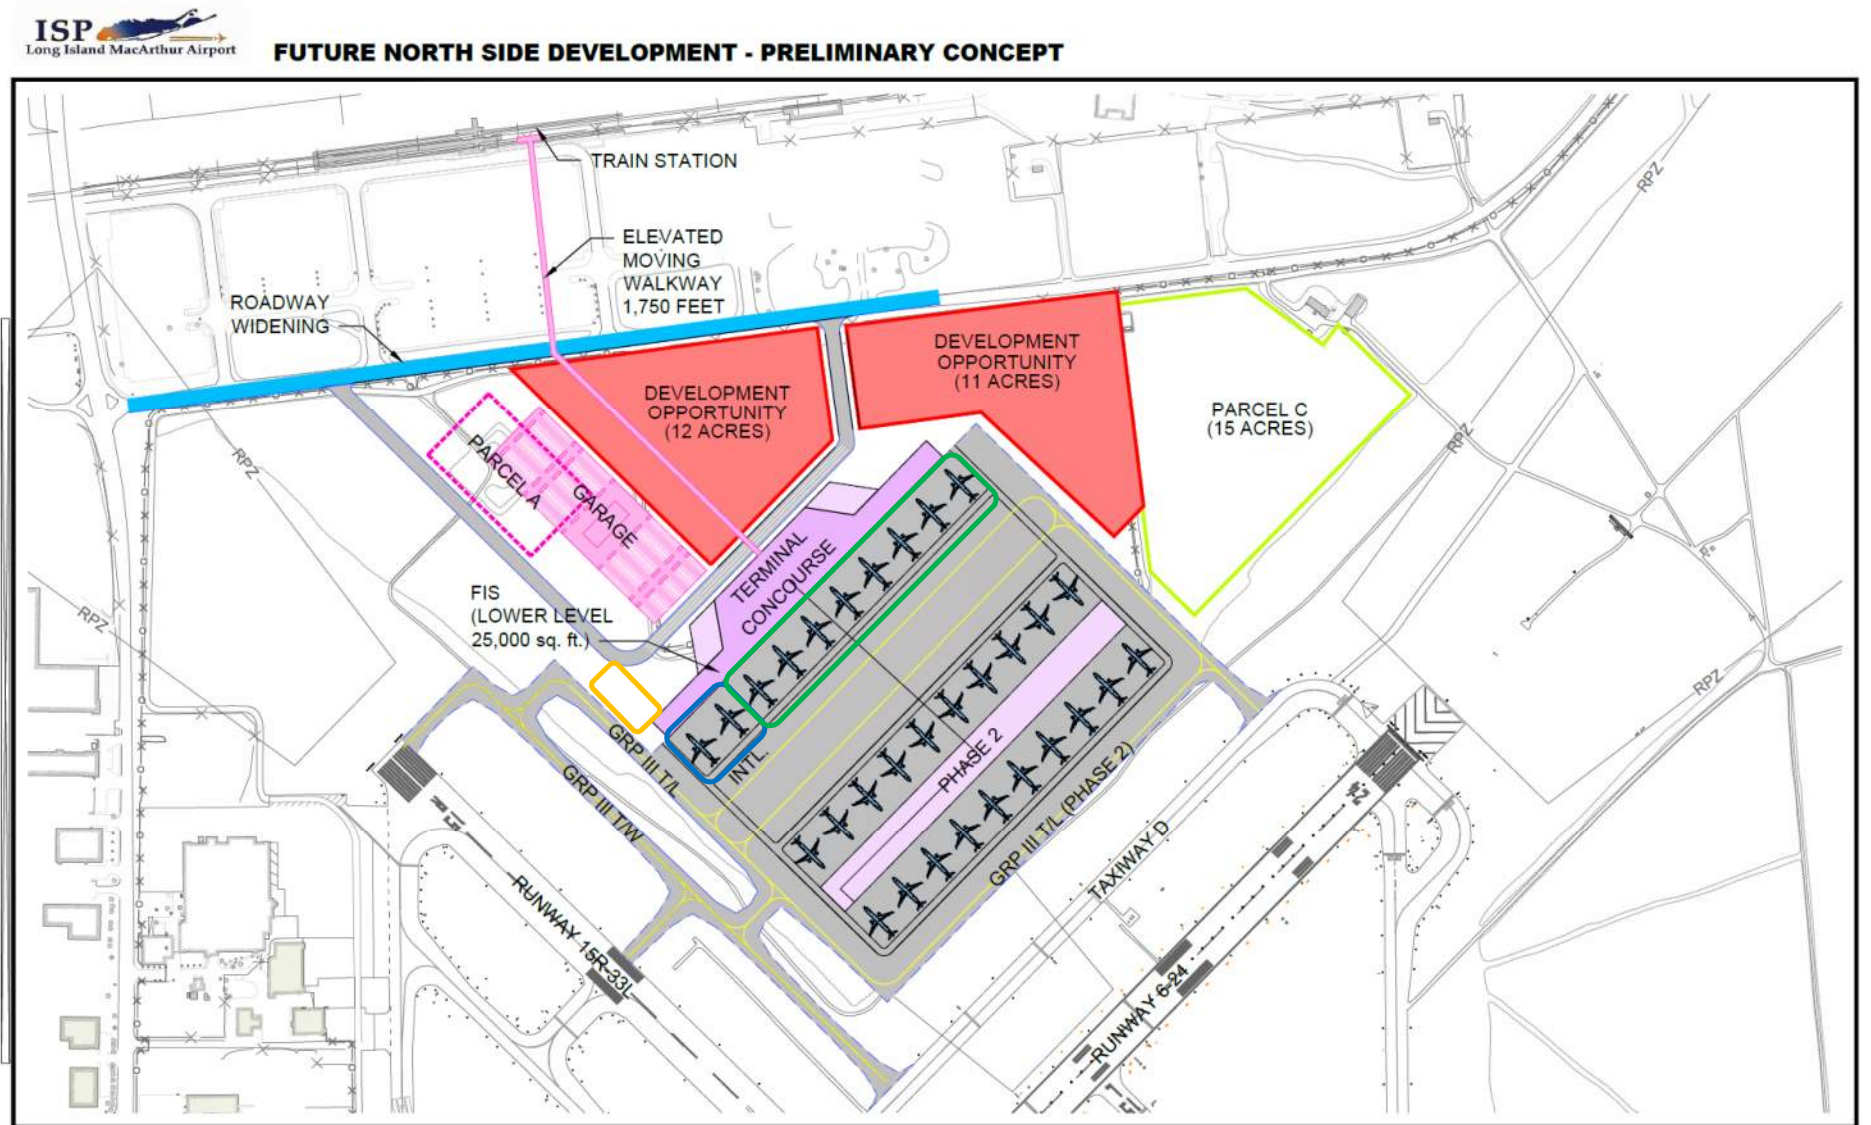 ISP
Long Island MacArthur Airport
FUTURE NORTH SIDE DEVELOPMENT - PRELIMINARY CONCEPT
TRAIN STATION
RPZ
ELEVATED
MOVING
WALKWAY
1,750 FEET
ROADWAY
WIDENING
DEVELOPMENT
OPPORTUNITY
(11 ACRES)
DEVELOPMENT
OPPORTUNITY
(12 ACRES)
PARCEL C
(15 ACRES)
RPZ
RPZ
PARCEL A
GARAGE
TERMINAL
CONCOURSE
FIS
(LOWER LEVEL
25,000 sq. ft.)
RPZ
RPZ
INTL.
GRP III T/L
GRP III T/W
PHASE 2
GRP III T/L (PHASE 2)
TAXIWAY D
24
RUNWAY 15R-33L
RUNWAY 6-24